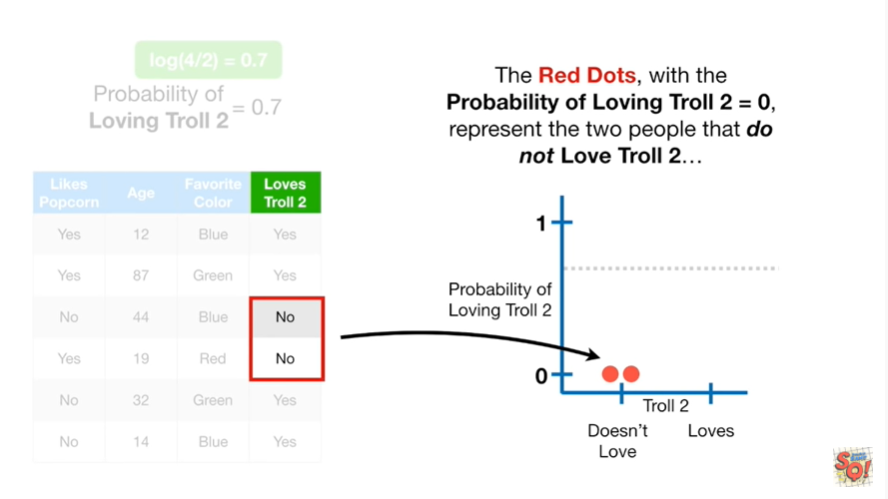 log(4/2) = 0.7
Probability of
Loving Troll 2 = 0.7
The Red Dots, with the
Probability of Loving Troll 2 = 0,
represent the two people that do
not Love Troll 2…
Likes Popcorn Age Favorite Color Loves Troll 2
Yes 12 Blue Yes
Yes 87 Green Yes
No 44 Blue No
Yes 19 Red No
No 32 Green Yes
No 14 Blue Yes
1
Probability of
Loving Troll 2
0
Troll 2
Doesn't
Love
Loves
SQ!